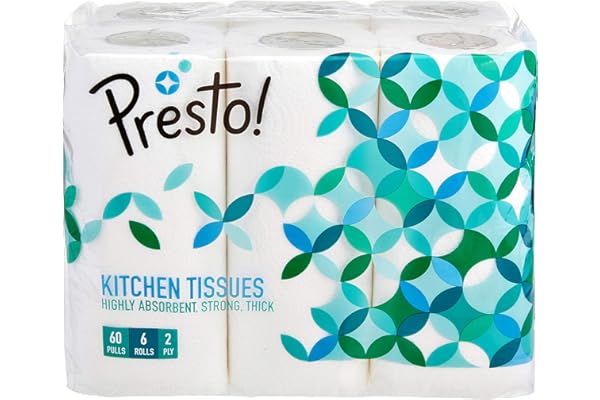 Presto!
KITCHEN TISSUES
HIGHLY ABSORBENT. STRONG. THICK
60 PULLS
6 ROLLS
2 PLY